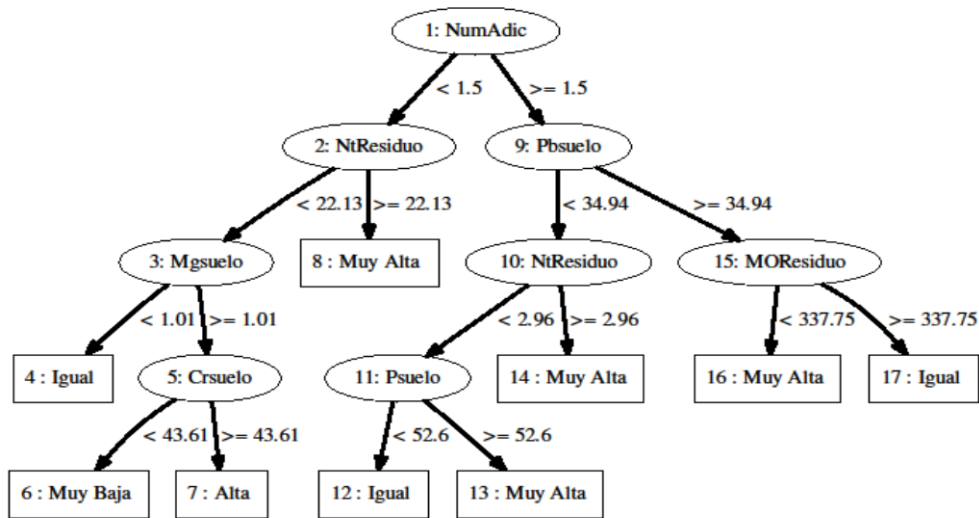 1: NumAdic
< 1.5 >= 1.5
2: NtResiduo 9: Pbsuelo
< 22.13 >= 22.13 < 34.94 >= 34.94
3: Mgsuelo 8 : Muy Alta 10: NtResiduo 15: MOResiduo
< 1.01 >= 1.01 < 2.96 >= 2.96 < 337.75 >= 337.75
4 : Igual 5: Crsuelo 11: Psuelo 14 : Muy Alta 16 : Muy Alta 17 : Igual
< 43.61 >= 43.61 < 52.6 >= 52.6
6 : Muy Baja 7 : Alta 12 : Igual 13 : Muy Alta